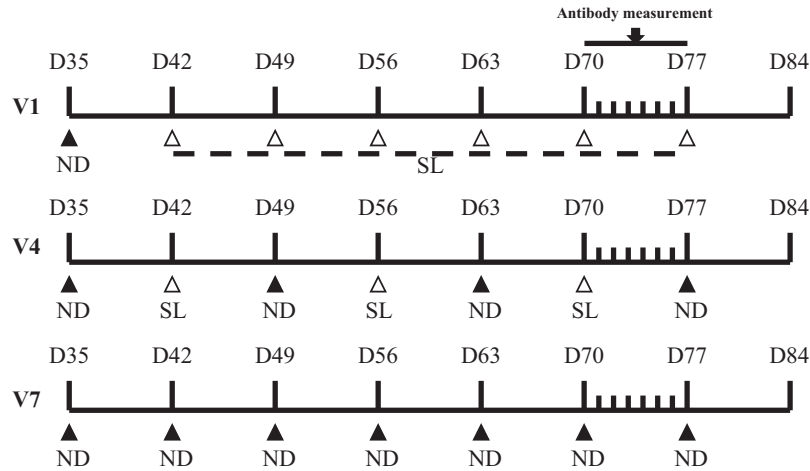 Antibody measurement
D35 D42 D49 D56 D63 D70 D77 D84
V1
ND
SL
D35 D42 D49 D56 D63 D70 D77 D84
V4
ND SL ND SL ND SL ND
D35 D42 D49 D56 D63 D70 D77 D84
V7
ND ND ND ND ND ND ND